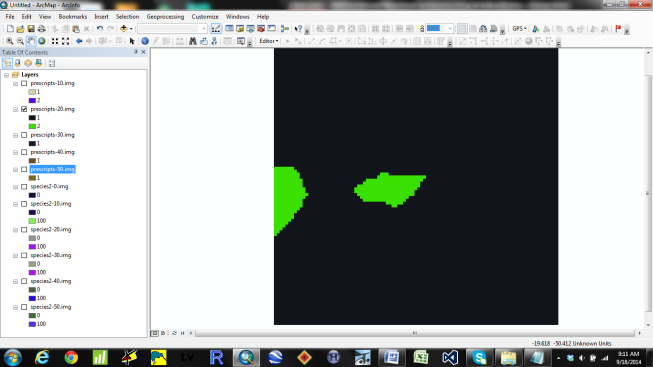 Untitled - ArcMap - ArcInfo
File Edit View Bookmarks Insert Selection Geoprocessing Customize Windows Help
GPS
Editor
Table Of Contents
Layers
prescripts-10.img
1
2
prescripts-20.img
1
2
prescripts-30.img
1
prescripts-40.img
1
prescripts-50.img
1
species2-0.img
0
species2-10.img
0
100
species2-20.img
0
100
species2-30.img
0
100
species2-40.img
0
100
species2-50.img
0
100
-19.618 -50.412 Unknown Units
LV
R
9:11 AM
9/18/2014